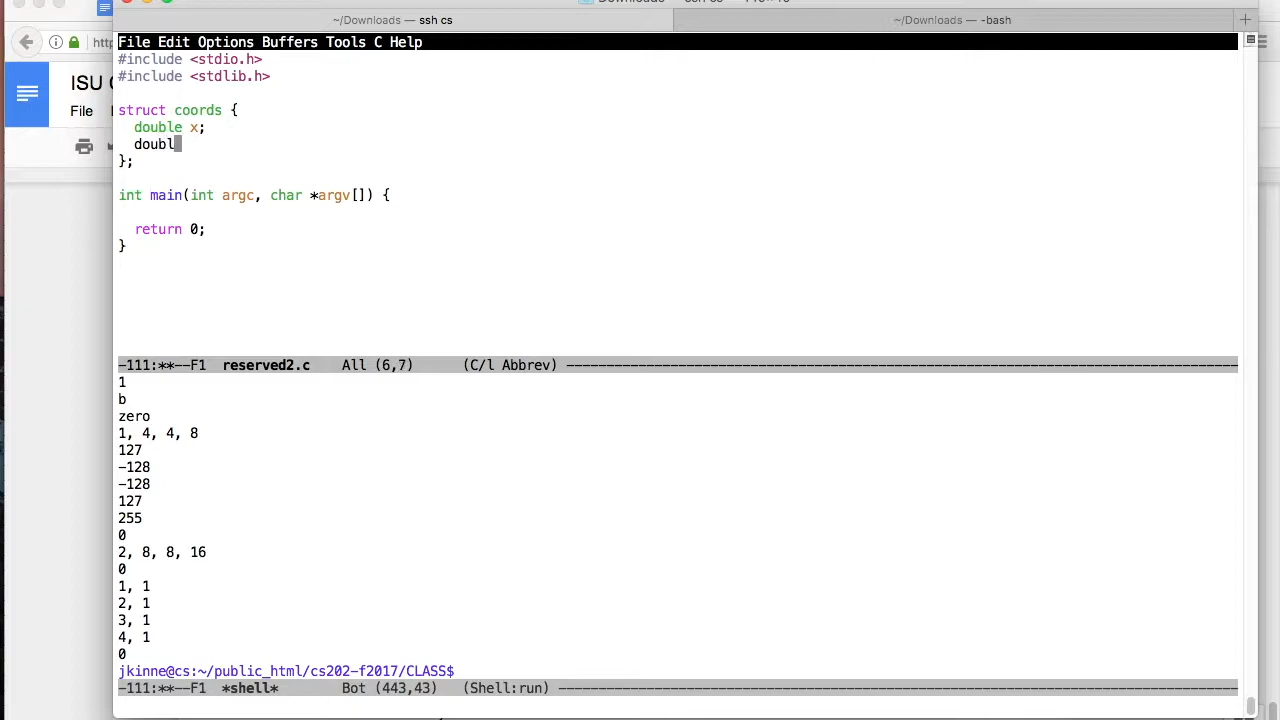 ~/Downloads — ssh cs
~/Downloads — -bash
http
ISU
File
File Edit Options Buffers Tools C Help
#include <stdio.h>
#include <stdlib.h>
struct coords {
double x;
doubl
};
int main(int argc, char *argv[]) {
return 0;
}
-111:**--F1 reserved2.c All (6,7) (C/l Abbrev) ----------
1
b
zero
1, 4, 4, 8
127
-128
-128
127
255
0
2, 8, 8, 16
0
1, 1
2, 1
3, 1
4, 1
0
jkinne@cs:~/public_html/cs202-f2017/CLASS$
-111:**--F1 *shell* Bot (443,43) (Shell:run) ----------